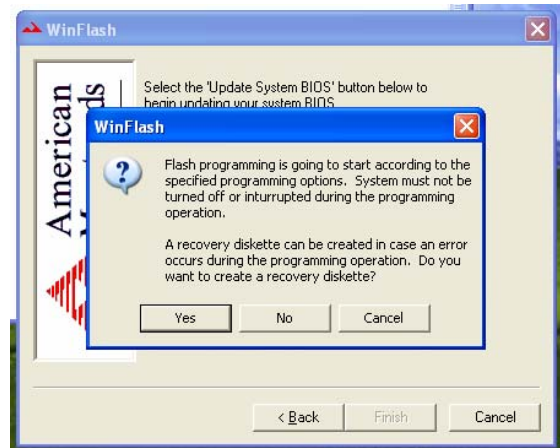 WinFlash
American
Select the 'Update System BIOS' button below to
begin updating your system BIOS
WinFlash
Flash programming is going to start according to the
specified programming options. System must not be
turned off or inturrupted during the programming
operation.
A recovery diskette can be created in case an error
occurs during the programming operation. Do you
want to create a recovery diskette?
Yes
No
Cancel
< Back
Finish
Cancel